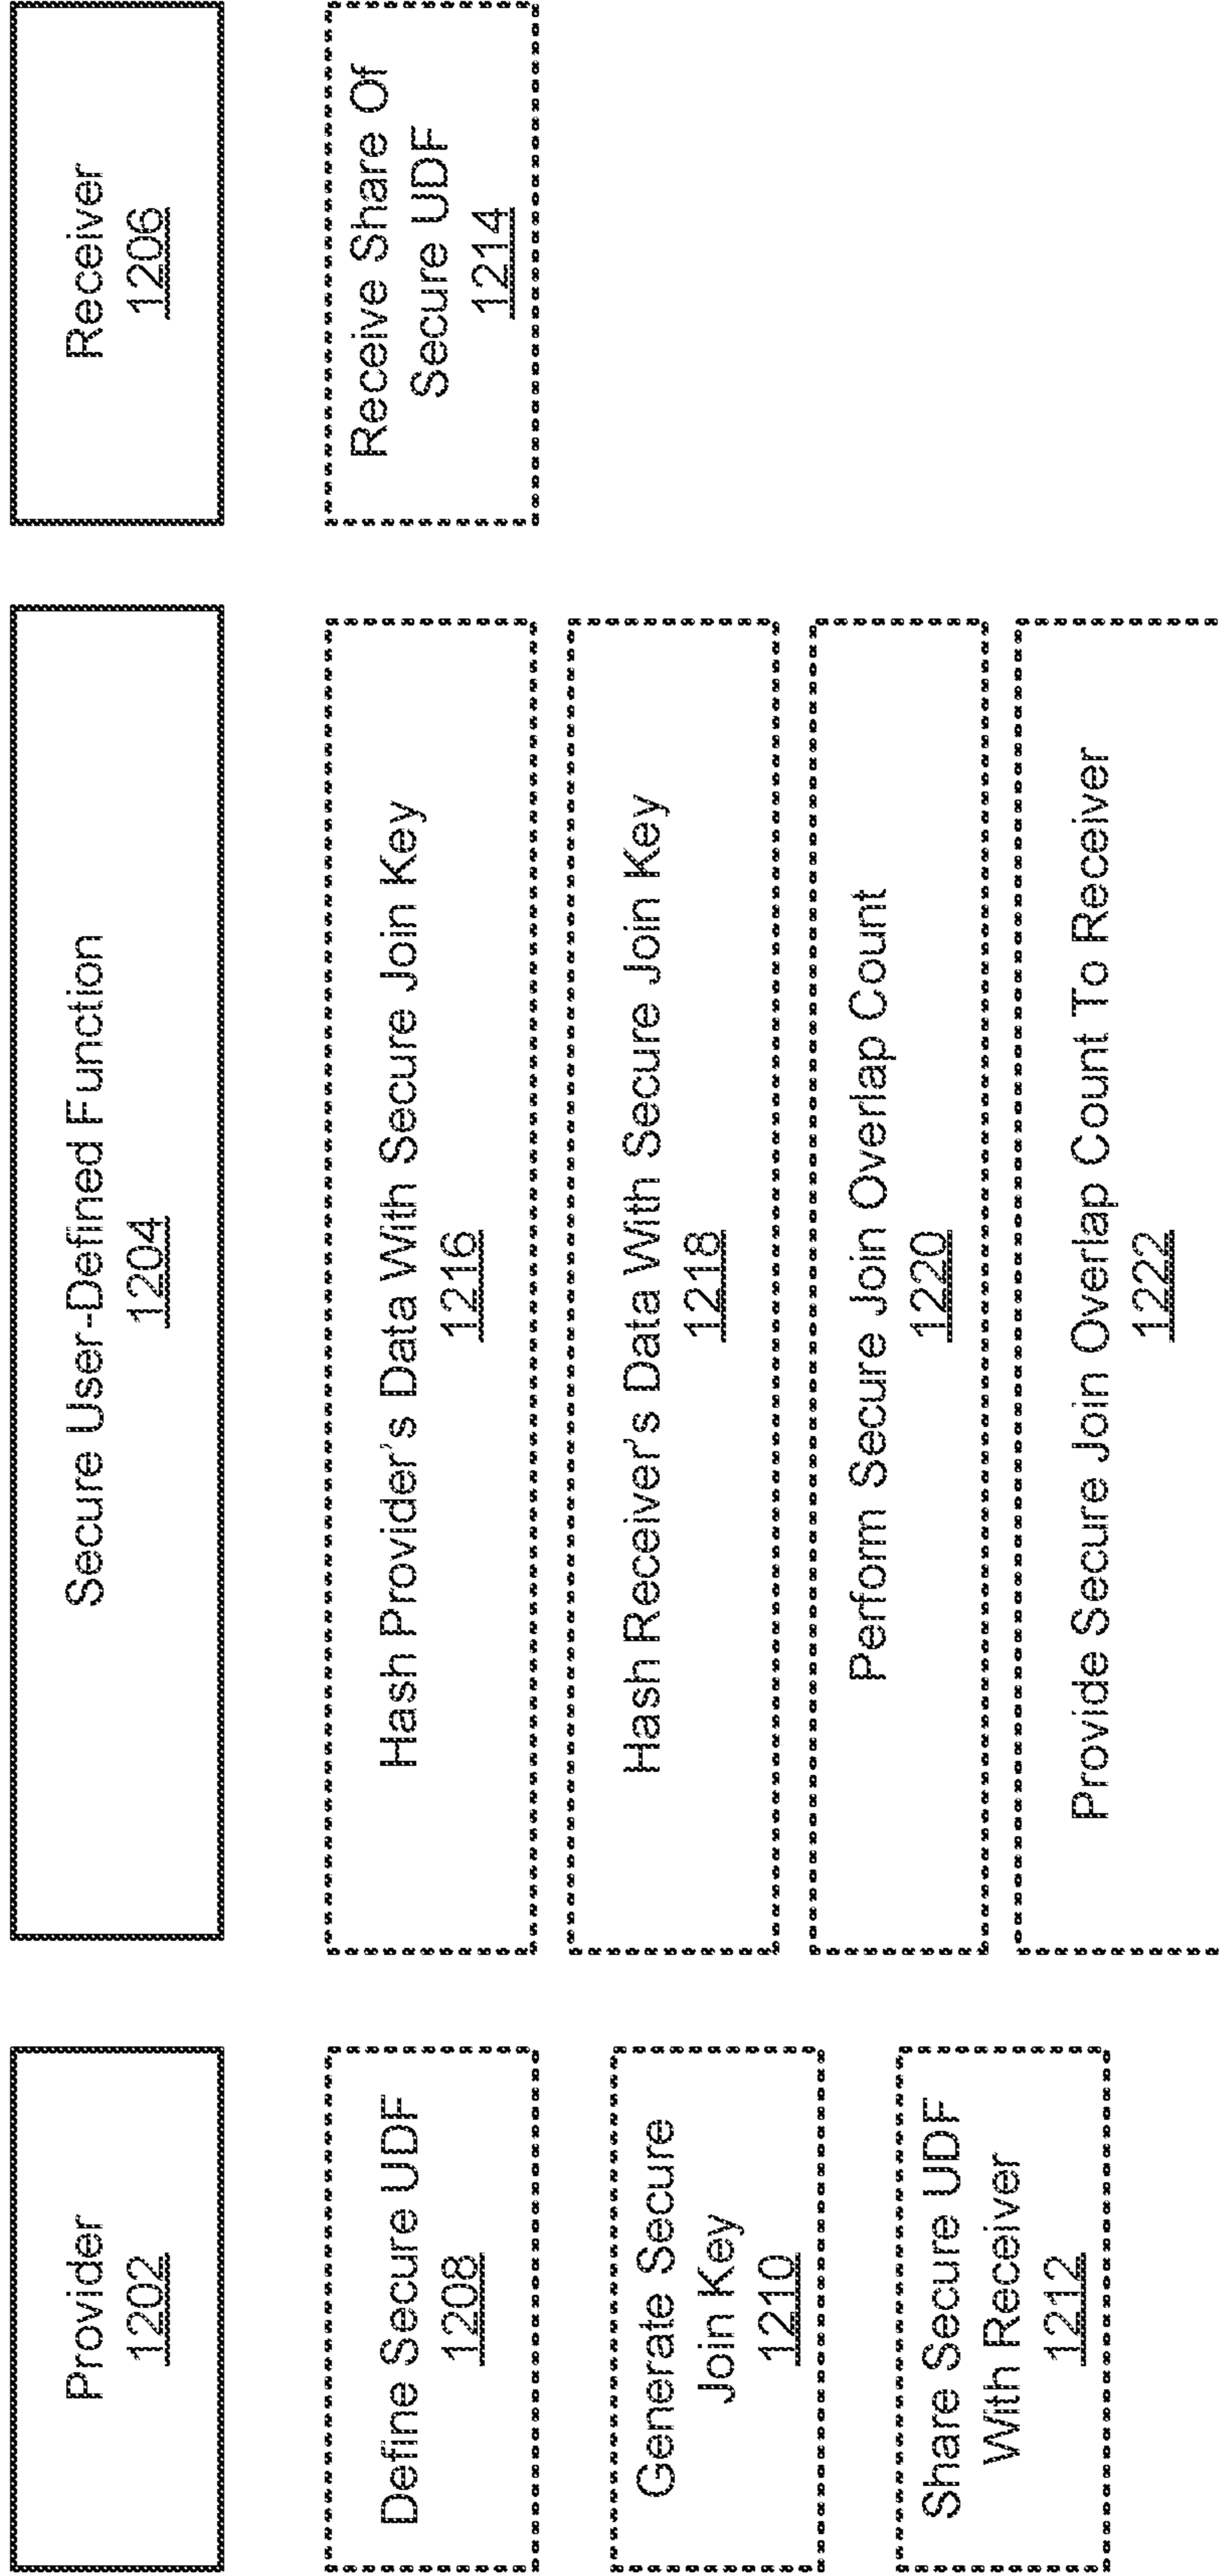 Provider
1202
Secure User-Defined Function
1204
Receiver
1206
Define Secure UDF
1208
Generate Secure
Join Key
1210
Share Secure UDF
With Receiver
1212
Hash Provider's Data With Secure Join Key
1216
Hash Receiver's Data With Secure Join Key
1218
Perform Secure Join Overlap Count
1220
Provide Secure Join Overlap Count To Receiver
1222
Receive Share Of
Secure UDF
1214